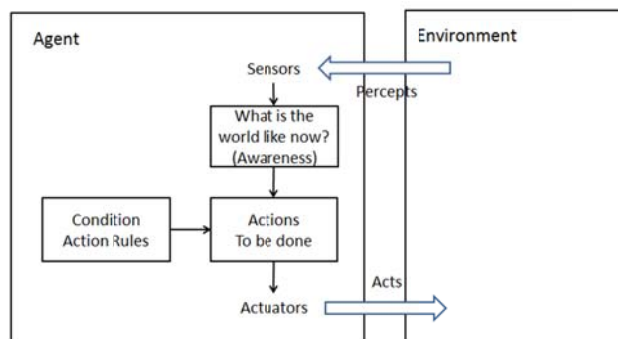 Agent
Environment
Sensors
Percepts
What is the
world like now?
(Awareness)
Condition
Action Rules
Actions
To be done
Acts
Actuators